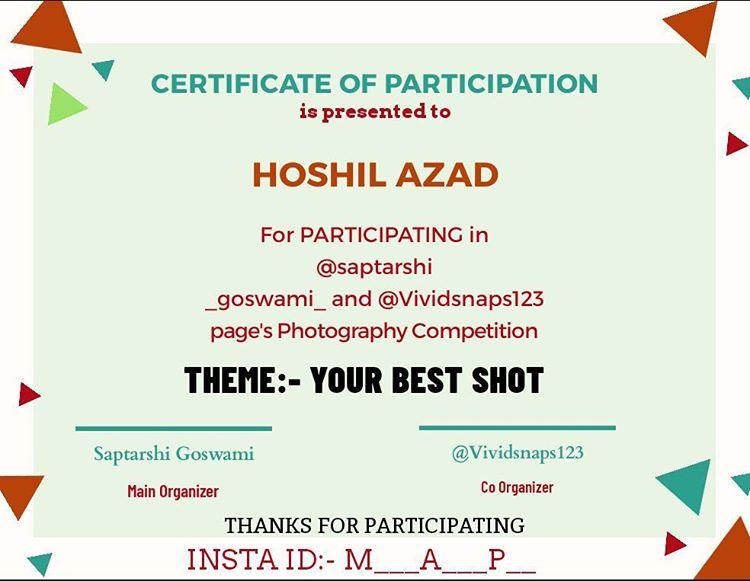 CERTIFICATE OF PARTICIPATION
is presented to
HOSHIL AZAD
For PARTICIPATING in
@saptarshi
_goswami_ and @Vividsnaps123
page's Photography Competition
THEME:- YOUR BEST SHOT
Saptarshi Goswami
@Vividsnaps123
Main Organizer
Co Organizer
THANKS FOR PARTICIPATING
INSTA ID:- M___A___P__